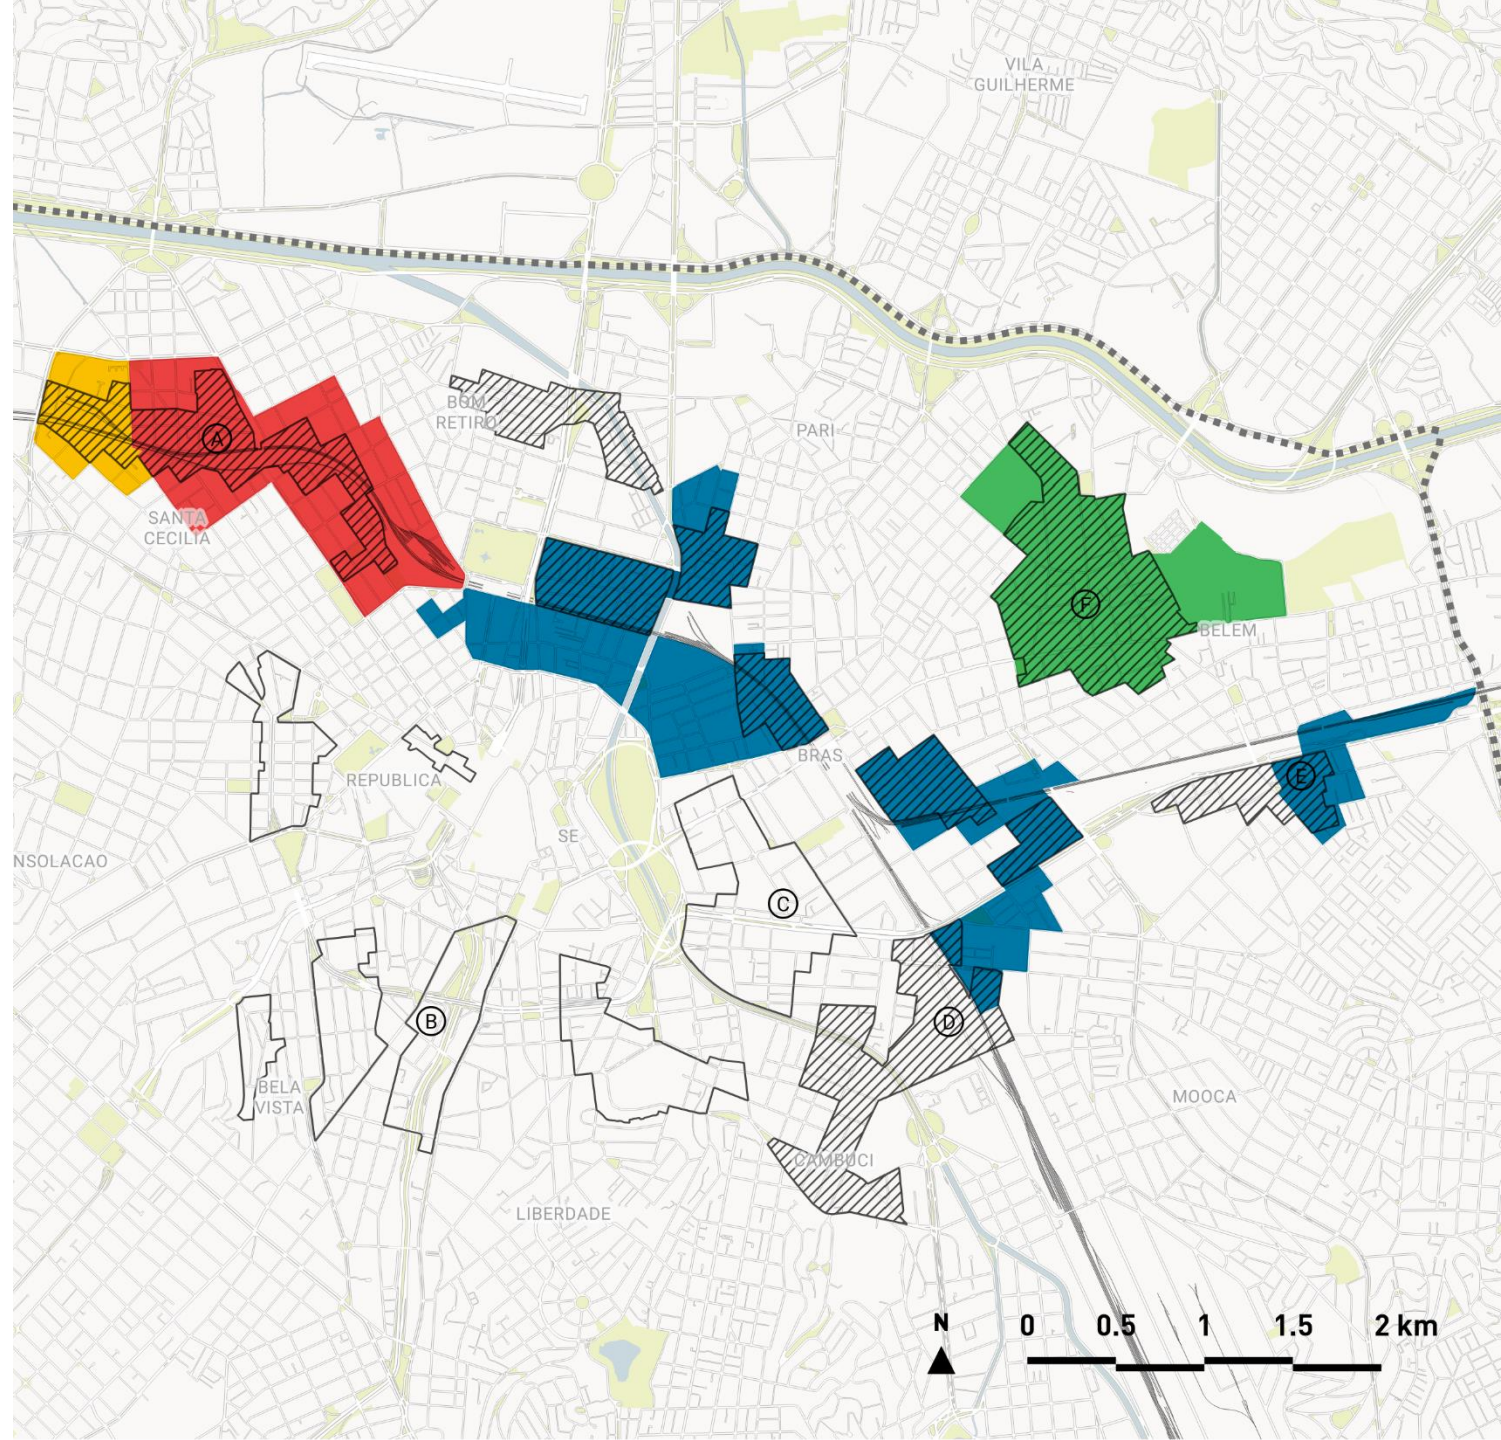 VILA
GUILHERME
BOM
RETIRO
PARI
A
SANTA
CECILIA
F
BELEM
REPUBLICA
BRAS
E
SE
NSOLACAO
C
B
D
BELA
VISTA
MOOCA
CAMBUCI
LIBERDADE
N
0 0.5 1 1.5 2 km